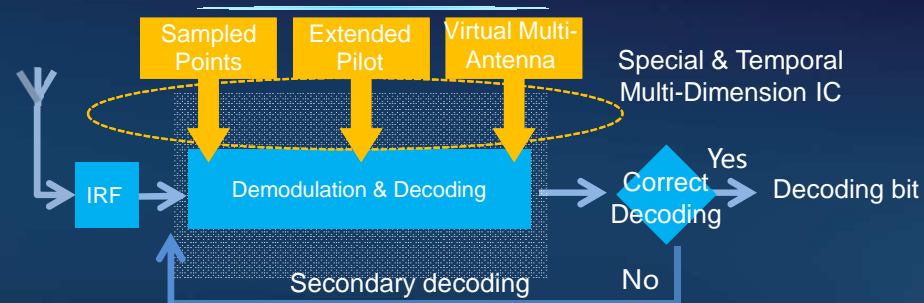 Sampled
Points
Extended
Pilot
Virtual Multi-
Antenna
Special & Temporal
Multi-Dimension IC
IRF
Demodulation & Decoding
Correct
Decoding
Yes
Decoding bit
Secondary decoding
No